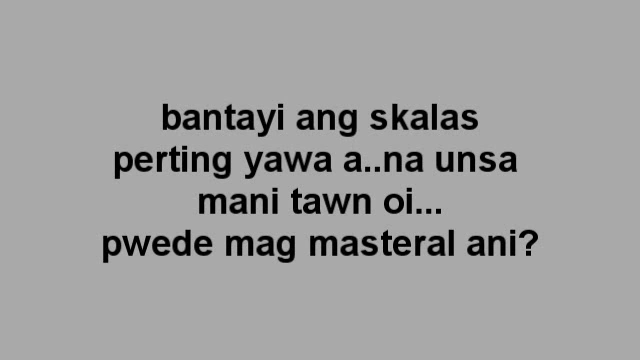 bantayi ang skalas
perting yawa a..na unsa
mani tawn oi...
pwede mag masteral ani?